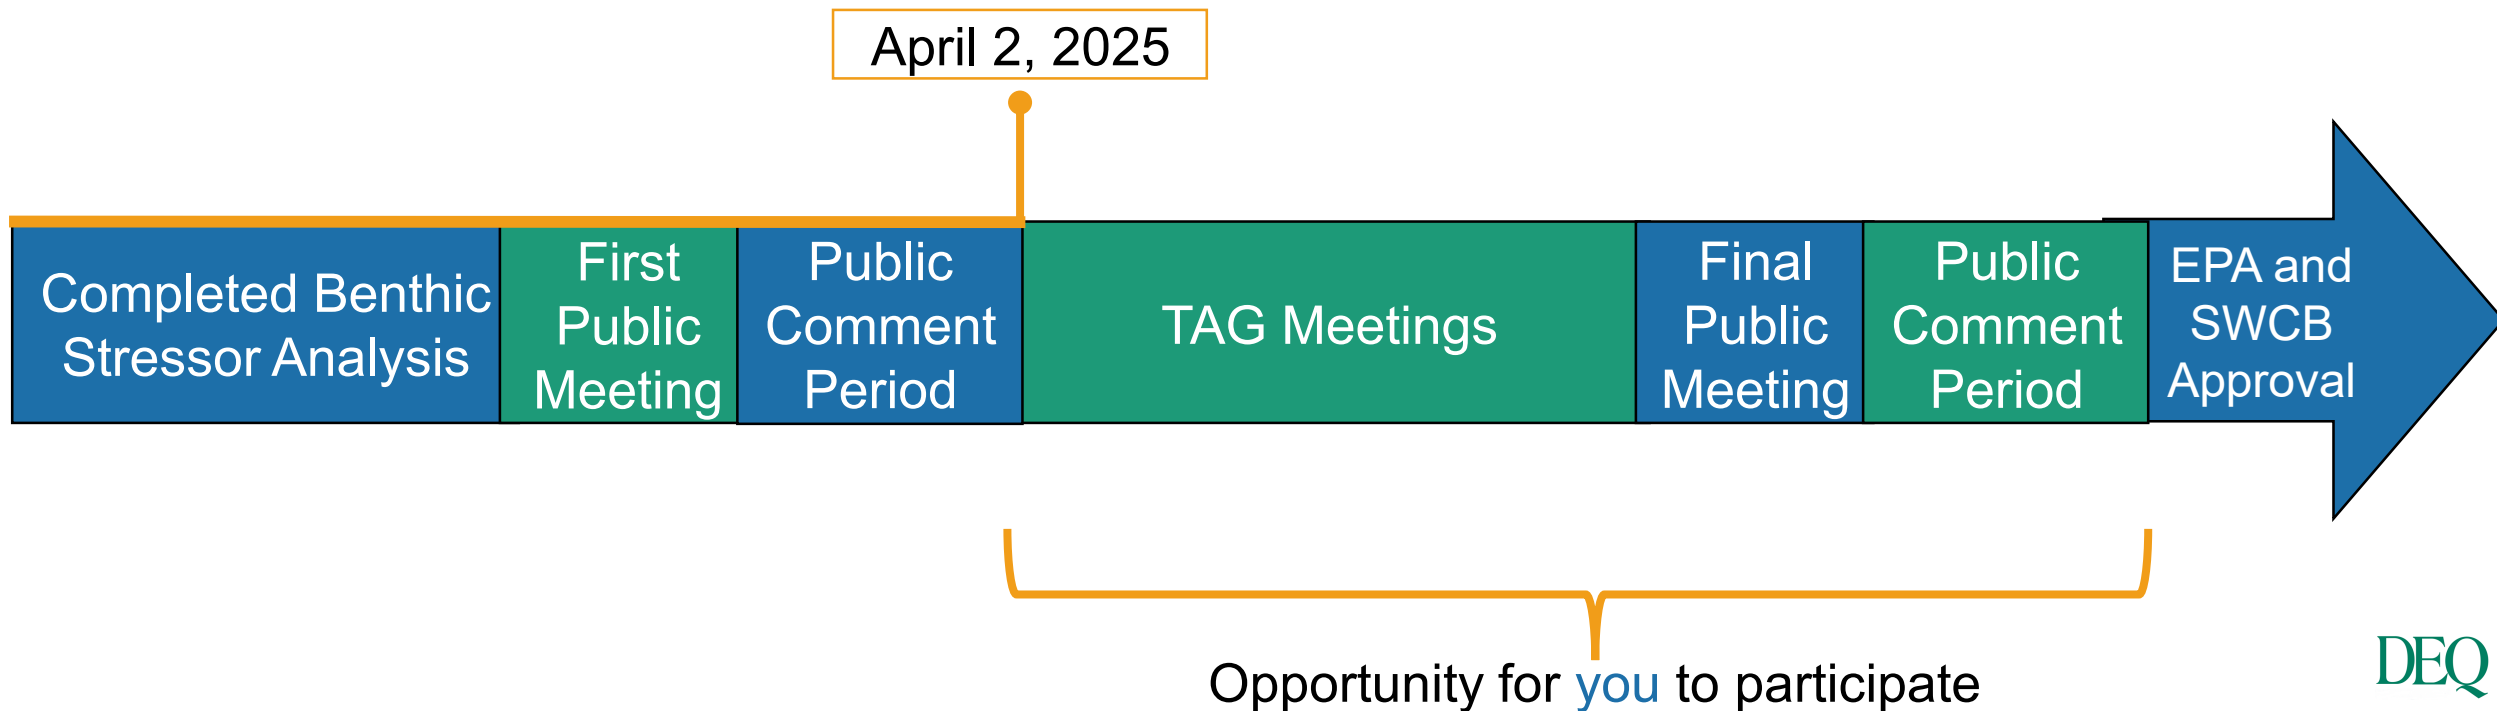 April 2, 2025
Completed Benthic
Stressor Analysis
First
Public
Meeting
Public
Comment
Period
TAG Meetings
Final
Public
Meeting
Public
Comment
Period
EPA and
SWCB
Approval
Opportunity for you to participate
DEQ